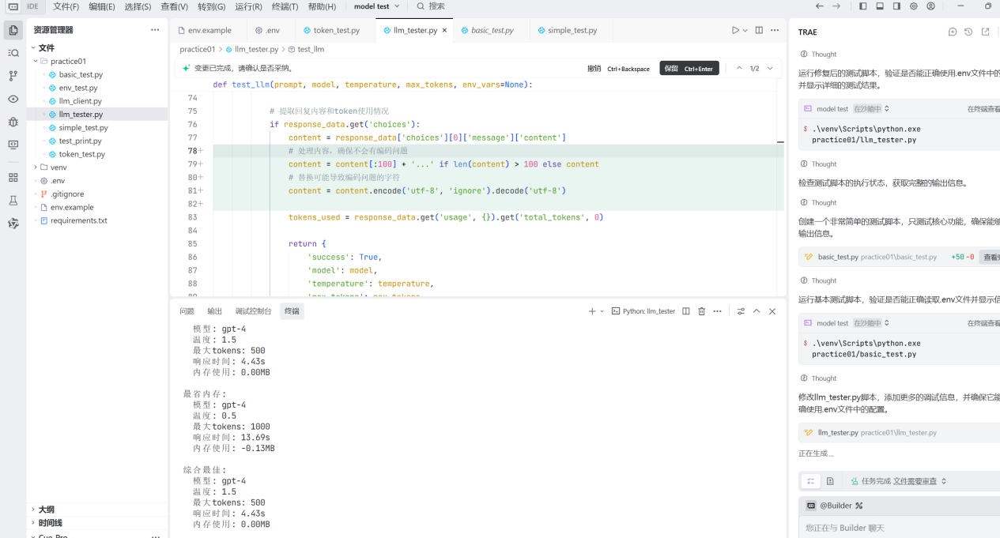 IDE 文件(F) 编辑(E) 选择(S) 查看(V) 转到(G) 运行(R) 终端(T) 帮助(H) model test 搜索
资源管理器
文件
practice01
basic_test.py
env_test.py
llm_client.py
llm_tester.py
simple_test.py
test_print.py
token_test.py
venv
.env
.gitignore
env.example
requirements.txt
大纲
时间线
env.example .env token_test.py llm_tester.py basic_test.py simple_test.py
practice01 > llm_tester.py > test_llm
变更已完成，请确认是否采纳。 撤销 Ctrl+Backspace 保留 Ctrl+Enter 1/2
def test_llm(prompt, model, temperature, max_tokens, env_vars=None):
74
75 # 提取回复内容和token使用情况
76 if response_data.get('choices'):
77 content = response_data['choices'][0]['message']['content']
78+ # 处理内容，确保不会有编码问题
79+ content = content[:100] + '...' if len(content) > 100 else content
80+ # 替换可能导致编码问题的字符
81+ content = content.encode('utf-8', 'ignore').decode('utf-8')
82+
83 tokens_used = response_data.get('usage', {}).get('total_tokens', 0)
84
85 return {
86 'success': True,
87 'model': model,
88 'temperature': temperature,
问题 输出 调试控制台 终端 Python: llm_tester
模型: gpt-4
温度: 1.5
最大tokens: 500
响应时间: 4.43s
内存使用: 0.00MB
最省内存:
模型: gpt-4
温度: 0.5
最大tokens: 1000
响应时间: 13.69s
内存使用: -0.13MB
综合最佳:
模型: gpt-4
温度: 1.5
最大tokens: 500
响应时间: 4.43s
内存使用: 0.00MB
TRAE
Thought
运行修复后的测试脚本，验证是否能正确使用.env文件中的
并显示详细的测试结果。
model test 在沙箱中 在终端查看
$ .\venv\Scripts\python.exe
practice01/llm_tester.py
Thought
检查测试脚本的执行状态，获取完整的输出信息。
Thought
创建一个非常简单的测试脚本，只测试核心功能，确保能够
输出信息。
basic_test.py practice01\basic_test.py +50 -0 查看
Thought
运行基本测试脚本，验证是否能正确读取.env文件并显示信
model test 在沙箱中 在终端查看
$ .\venv\Scripts\python.exe
practice01/basic_test.py
Thought
修改llm_tester.py脚本，添加更多的调试信息，并确保它能
确使用.env文件中的配置。
llm_tester.py practice01\llm_tester.py
正在生成...
任务完成 文件需要审查
@Builder
您正在与 Builder 聊天